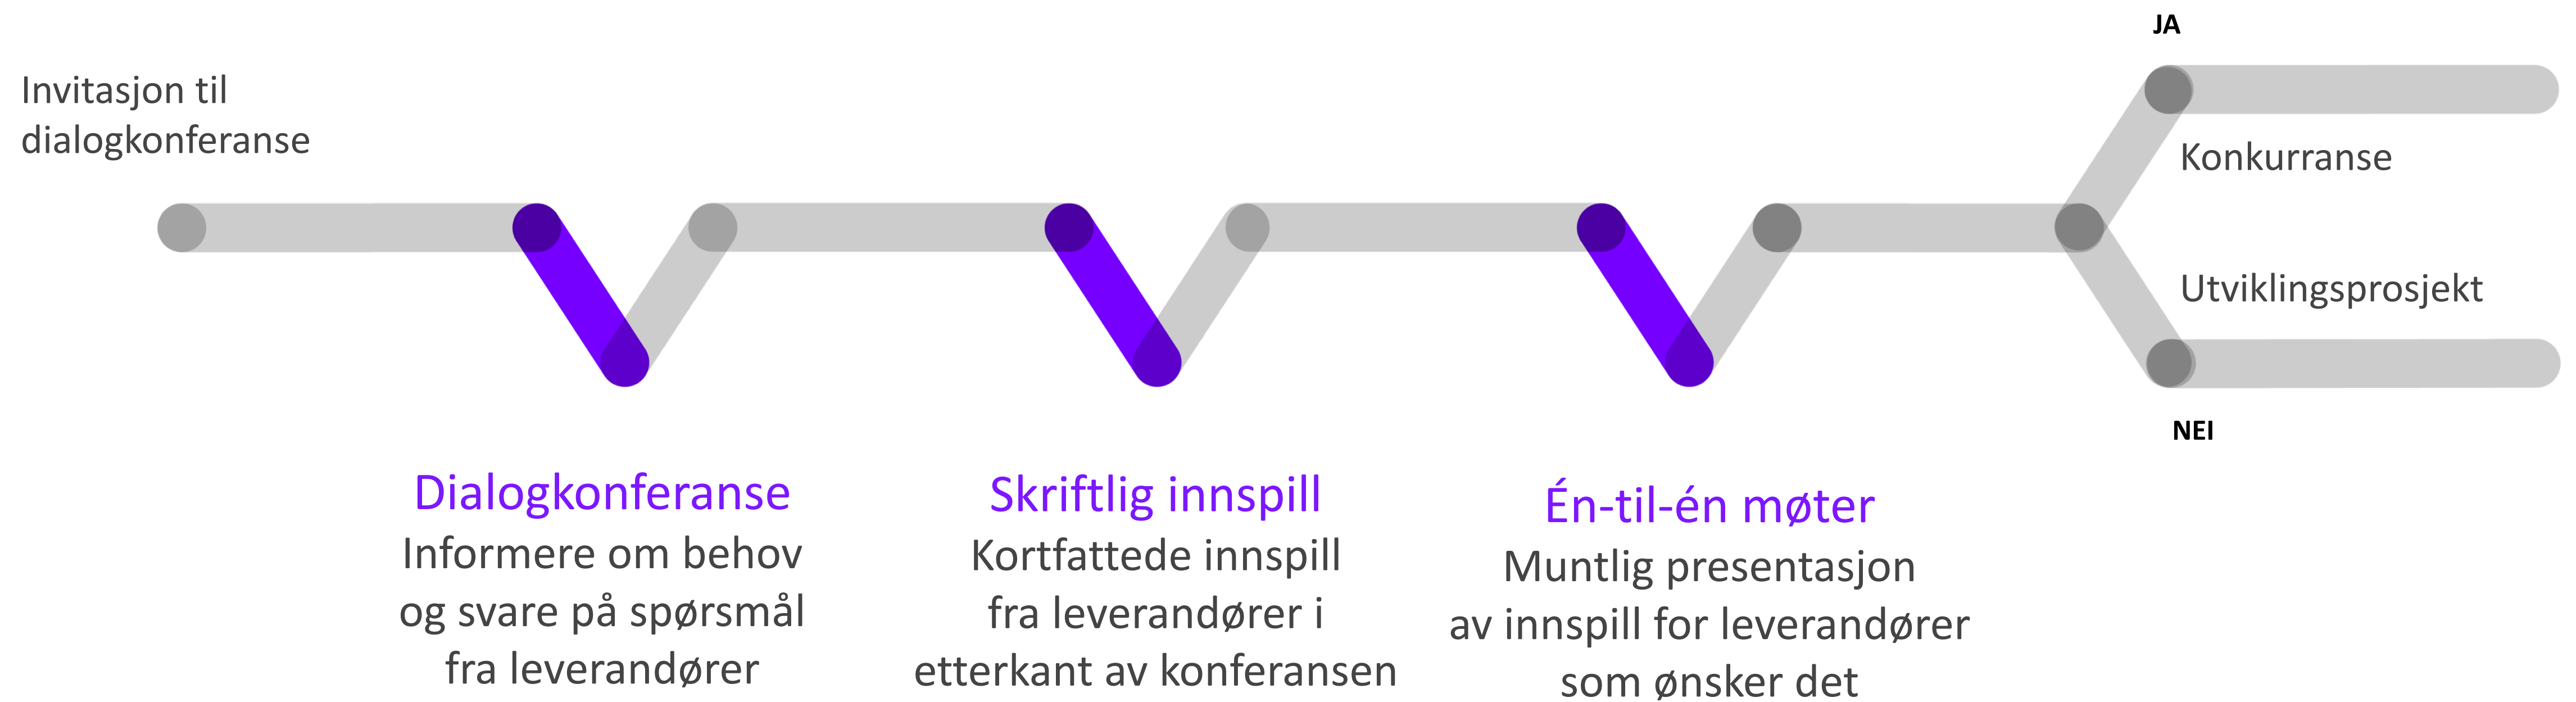 Invitasjon til
dialogkonferanse
Dialogkonferanse
Informere om behov
og svare på spørsmål
fra leverandører
Skriftlig innspill
Kortfattede innspill
fra leverandører i
etterkant av konferansen
Én-til-én møter
Muntlig presentasjon
av innspill for leverandører
som ønsker det
JA
Konkurranse
Utviklingsprosjekt
NEI